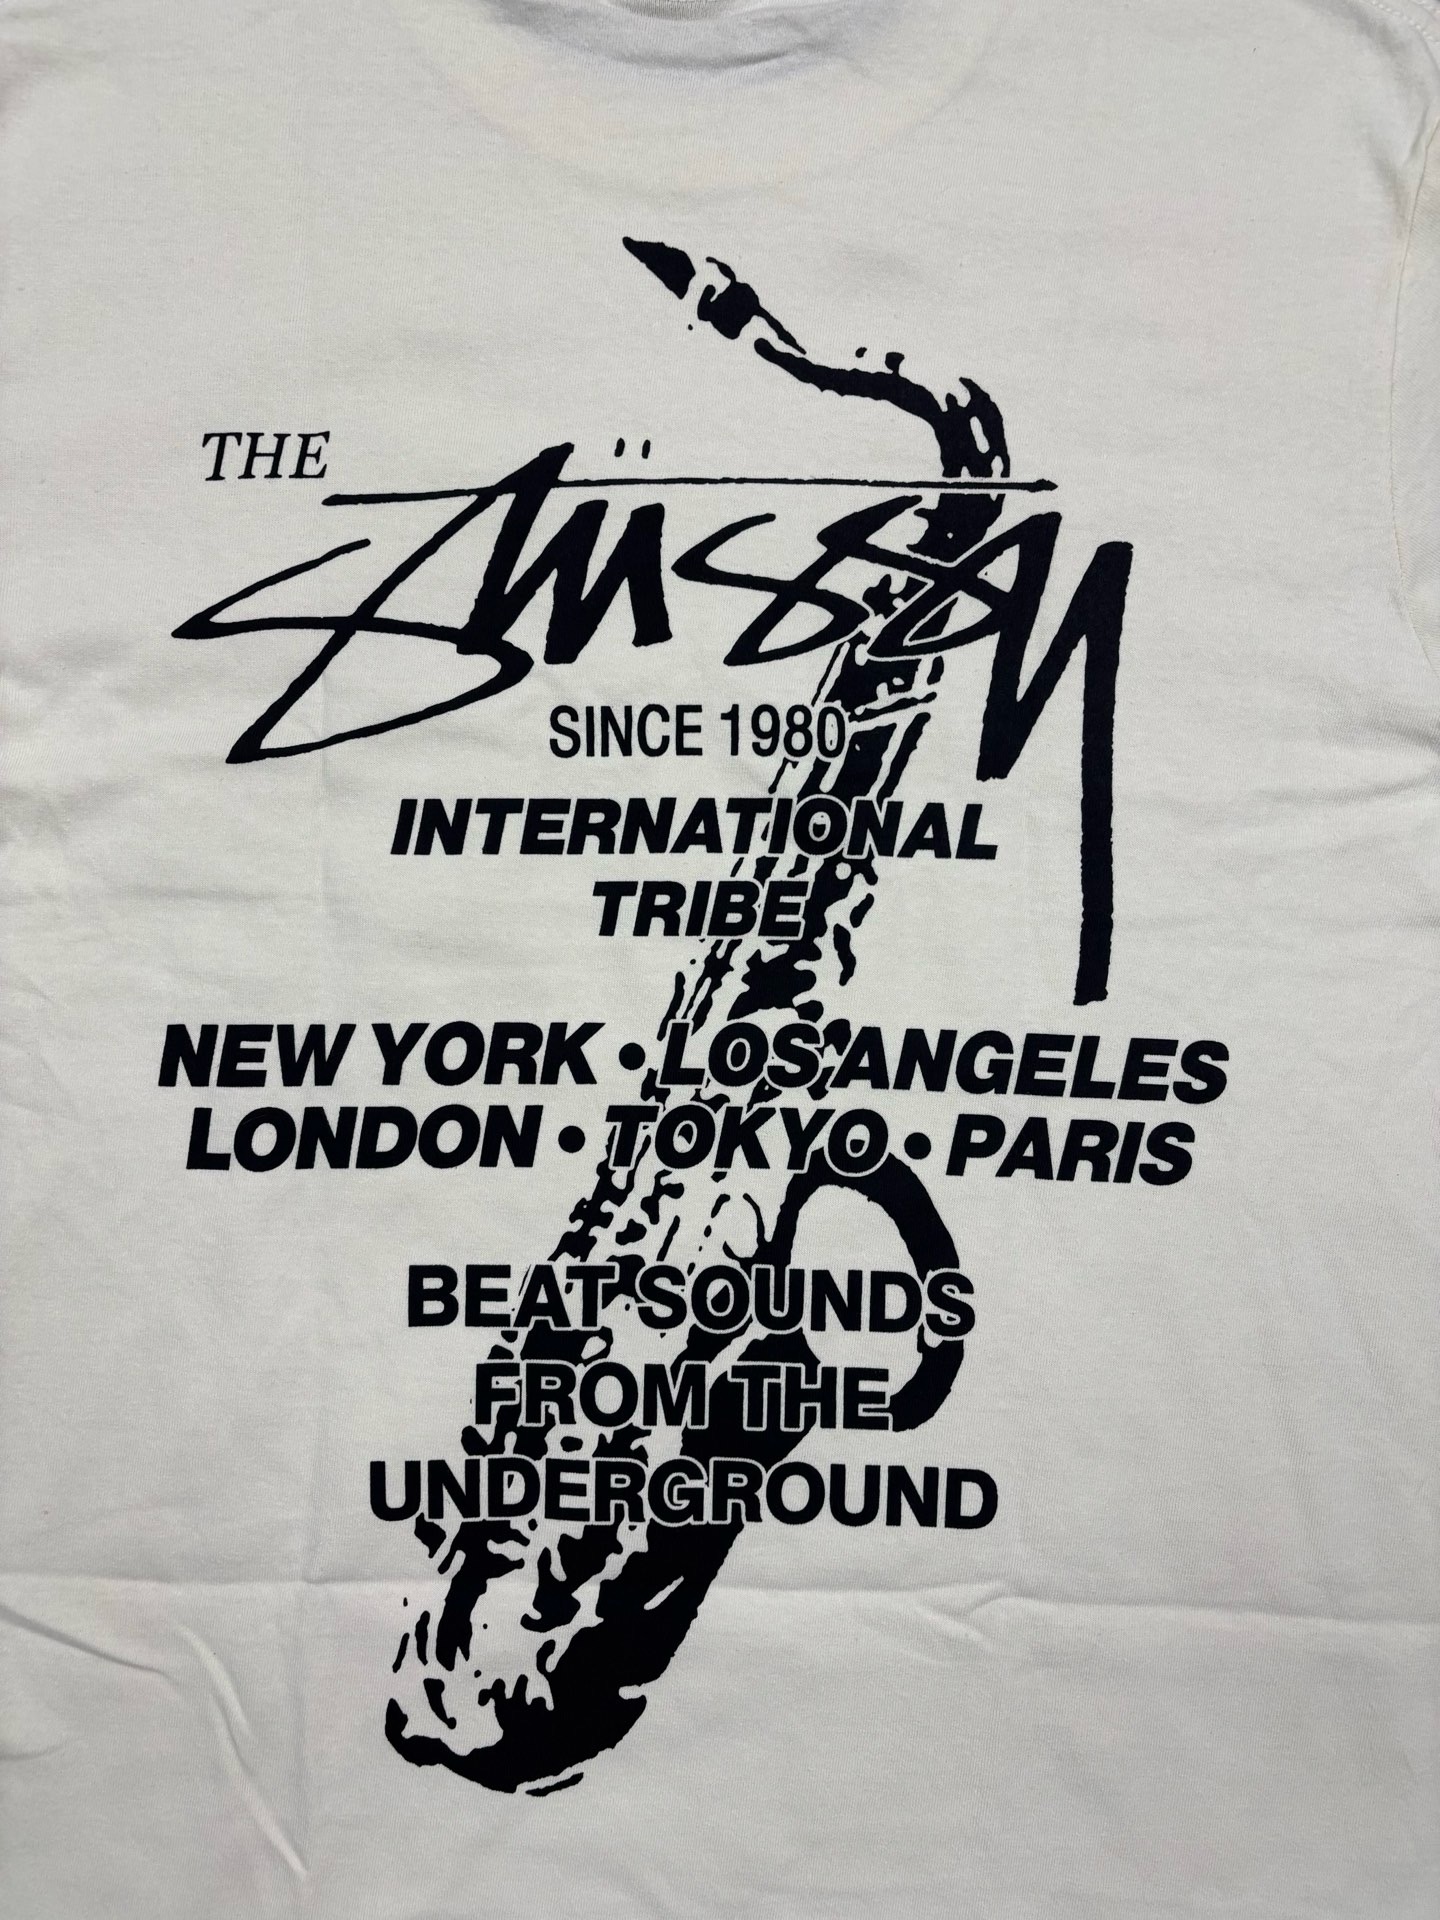 THE
Stüssy
SINCE 1980
INTERNATIONAL
TRIBE
NEW YORK • LOS ANGELES
LONDON • TOKYO • PARIS
BEAT SOUNDS
FROM THE
UNDERGROUND